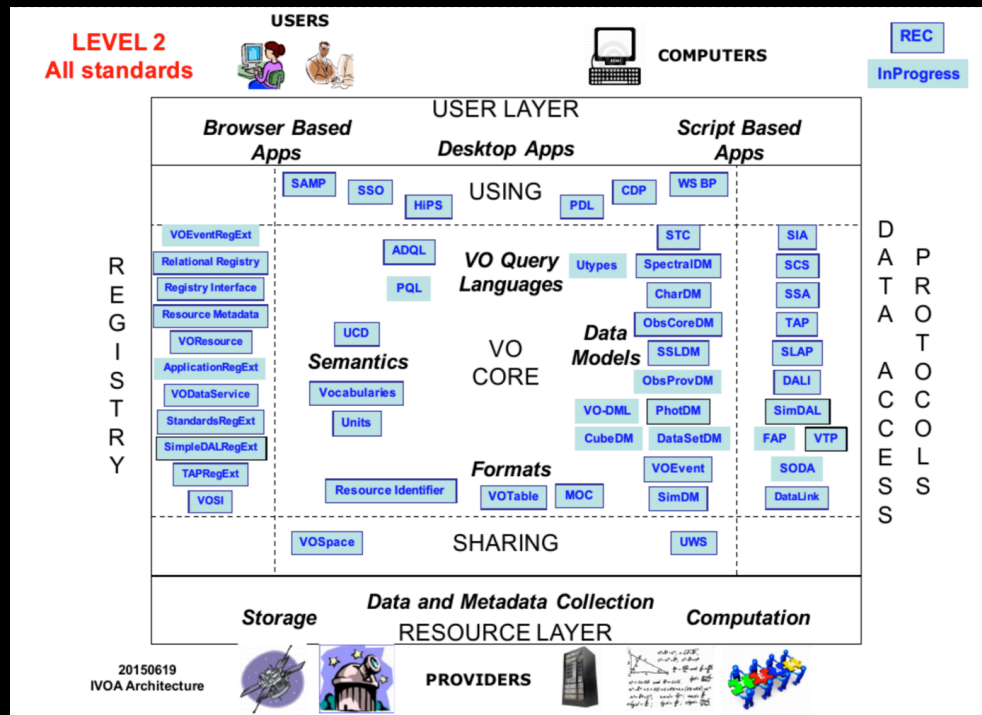 LEVEL 2
All standards
USERS
COMPUTERS
REC
InProgress
USER LAYER
Browser Based
Apps
Desktop Apps
Script Based
Apps
USING
SAMP
SSO
HiPS
PDL
CDP
WS BP
REGISTRY
VOEventRegExt
Relational Registry
Registry Interface
Resource Metadata
VOResource
ApplicationRegExt
VODataService
StandardsRegExt
SimpleDALRegExt
TAPRegExt
VOSI
VO CORE
ADQL
PQL
VO Query
Languages
UCD
Semantics
Vocabularies
Units
Formats
Resource Identifier
VOTable
MOC
Data
Models
Utypes
STC
SpectralDM
CharDM
ObsCoreDM
SSLDM
ObsProvDM
VO-DML
PhotDM
CubeDM
DataSetDM
VOEvent
SimDM
SIA
SCS
SSA
TAP
SLAP
DALI
SimDAL
FAP
VTP
SODA
DataLink
DATA ACCESS
PROTOCOLS
VOSpace
SHARING
UWS
Storage
Data and Metadata Collection
Computation
RESOURCE LAYER
20150619
IVOA Architecture
PROVIDERS